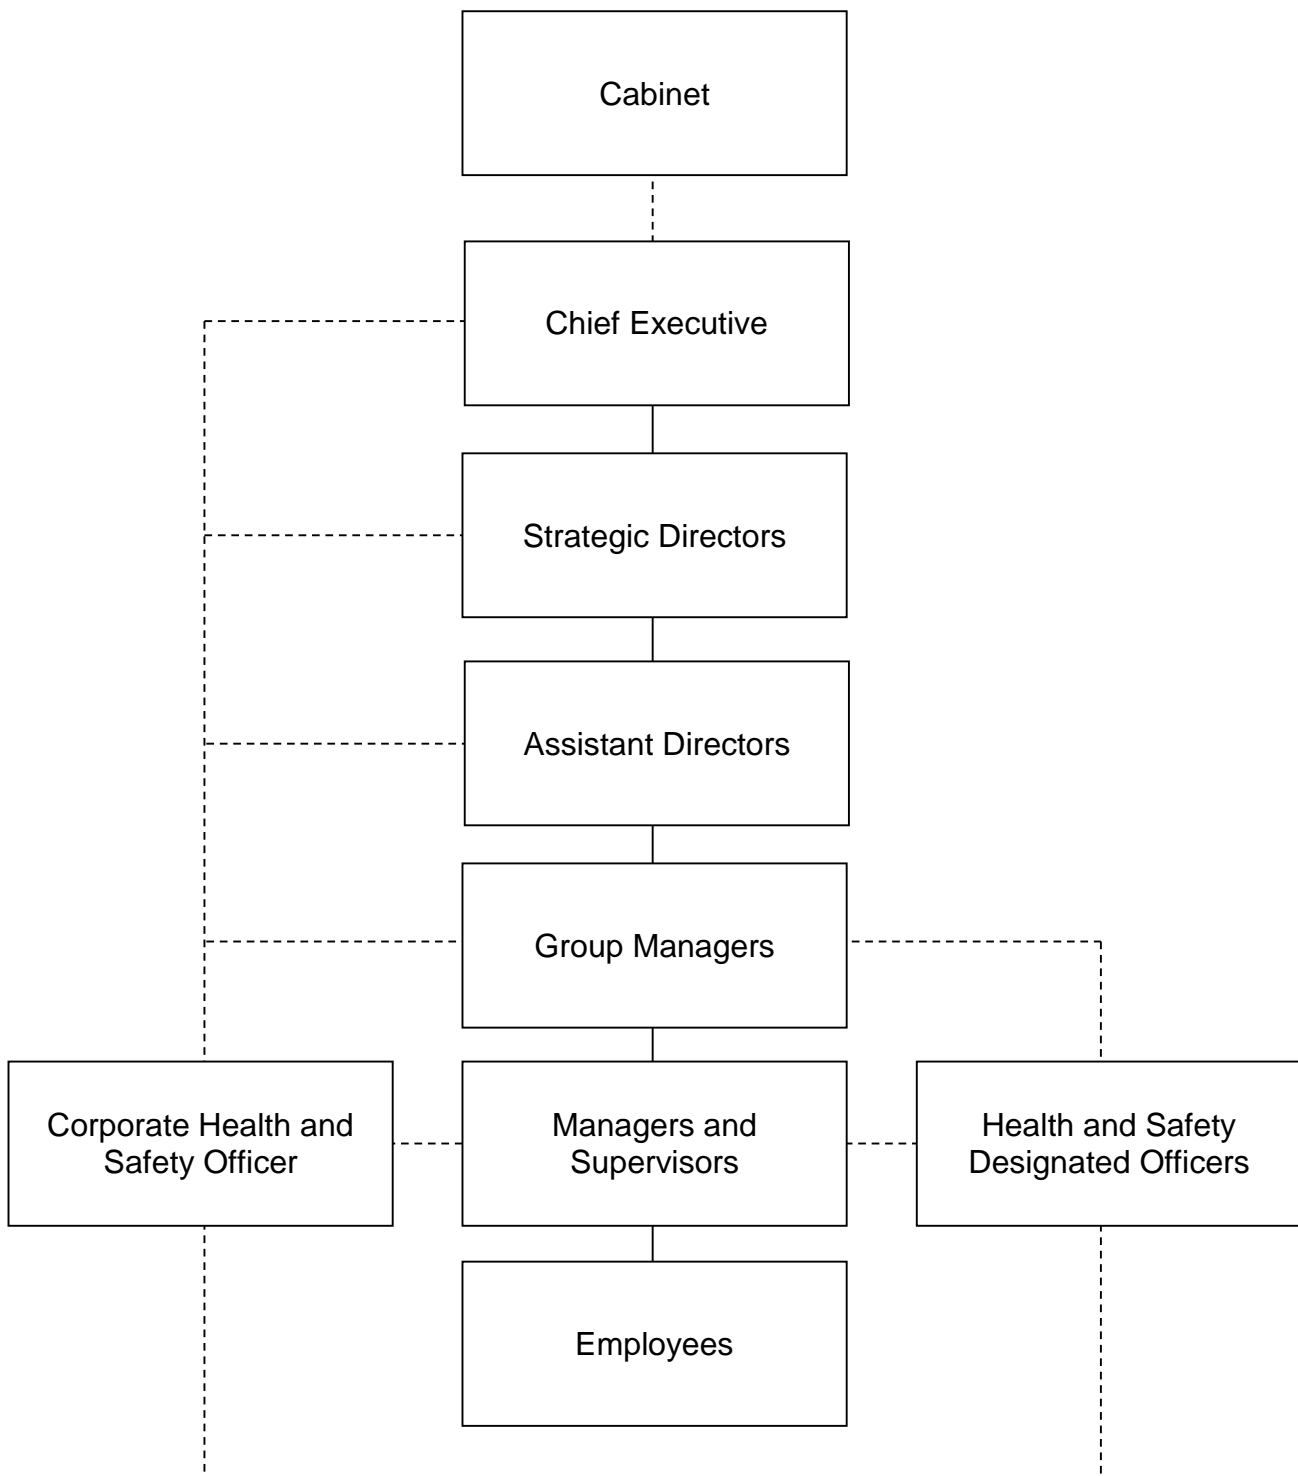 Cabinet
Chief Executive
Strategic Directors
Assistant Directors
Group Managers
Corporate Health and
Safety Officer
Managers and
Supervisors
Health and Safety
Designated Officers
Employees